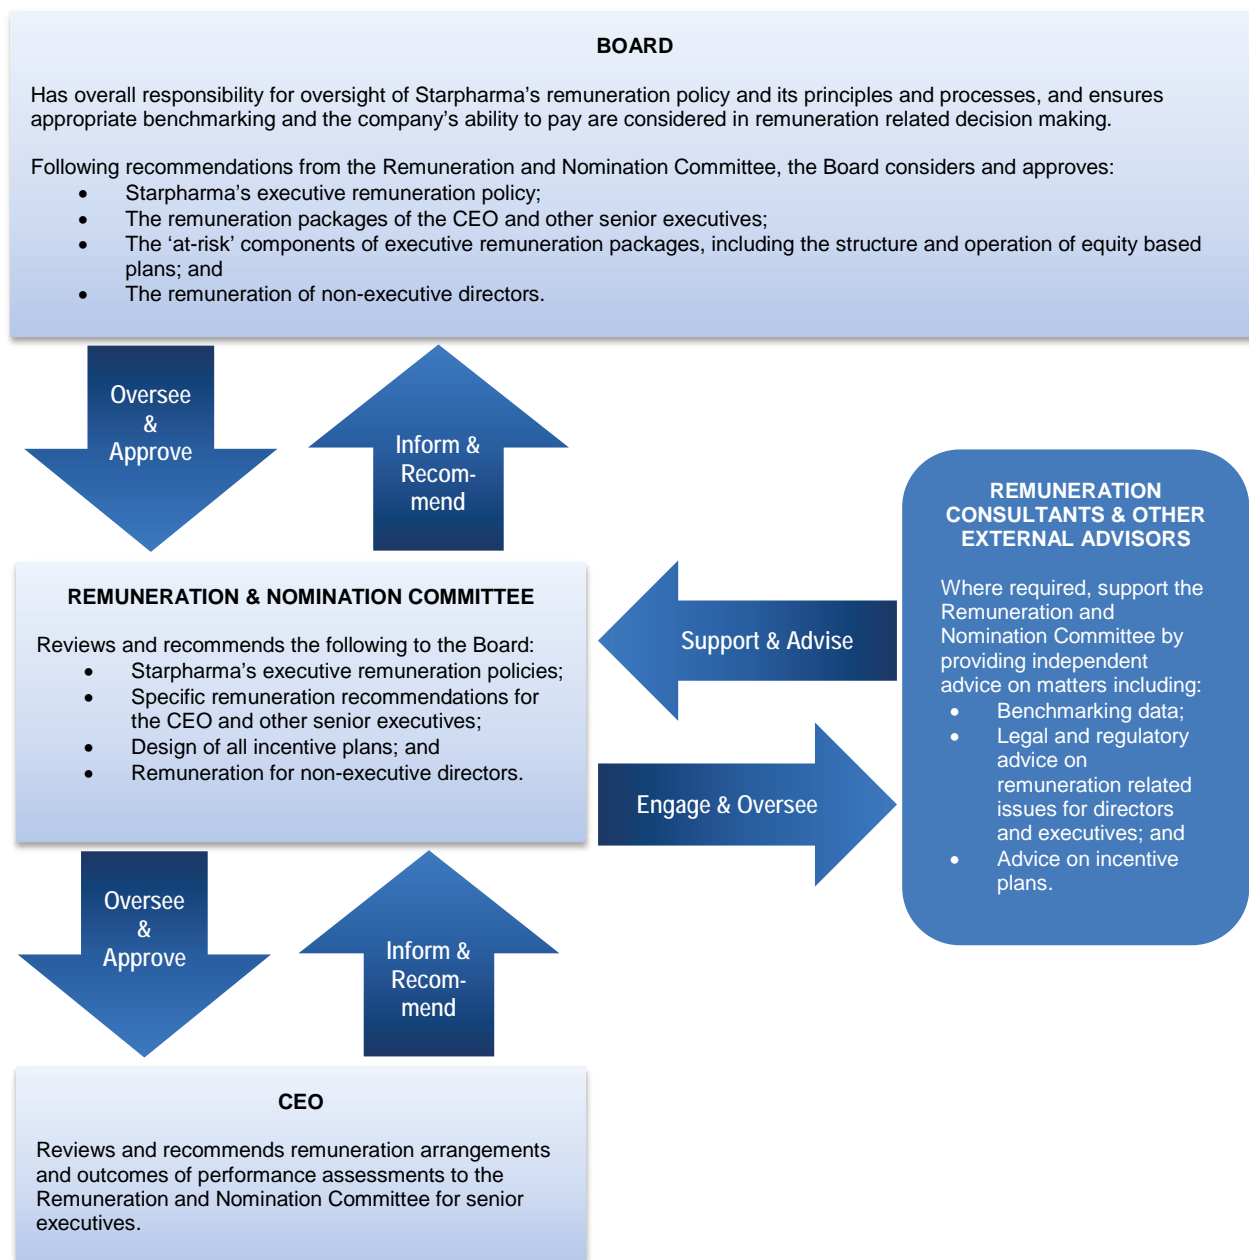 BOARD
Has overall responsibility for oversight of Starpharma’s remuneration policy and its principles and processes, and ensures
appropriate benchmarking and the company’s ability to pay are considered in remuneration related decision making.
Following recommendations from the Remuneration and Nomination Committee, the Board considers and approves:
• Starpharma’s executive remuneration policy;
• The remuneration packages of the CEO and other senior executives;
• The ‘at-risk’ components of executive remuneration packages, including the structure and operation of equity based
plans; and
• The remuneration of non-executive directors.
Oversee
&
Approve
Inform &
Recom-
mend
REMUNERATION & NOMINATION COMMITTEE
Reviews and recommends the following to the Board:
• Starpharma’s executive remuneration policies;
• Specific remuneration recommendations for
the CEO and other senior executives;
• Design of all incentive plans; and
• Remuneration for non-executive directors.
Support & Advise
Engage & Oversee
REMUNERATION
CONSULTANTS & OTHER
EXTERNAL ADVISORS
Where required, support the
Remuneration and
Nomination Committee by
providing independent
advice on matters including:
• Benchmarking data;
• Legal and regulatory
advice on
remuneration related
issues for directors
and executives; and
• Advice on incentive
plans.
Oversee
&
Approve
Inform &
Recom-
mend
CEO
Reviews and recommends remuneration arrangements
and outcomes of performance assessments to the
Remuneration and Nomination Committee for senior
executives.